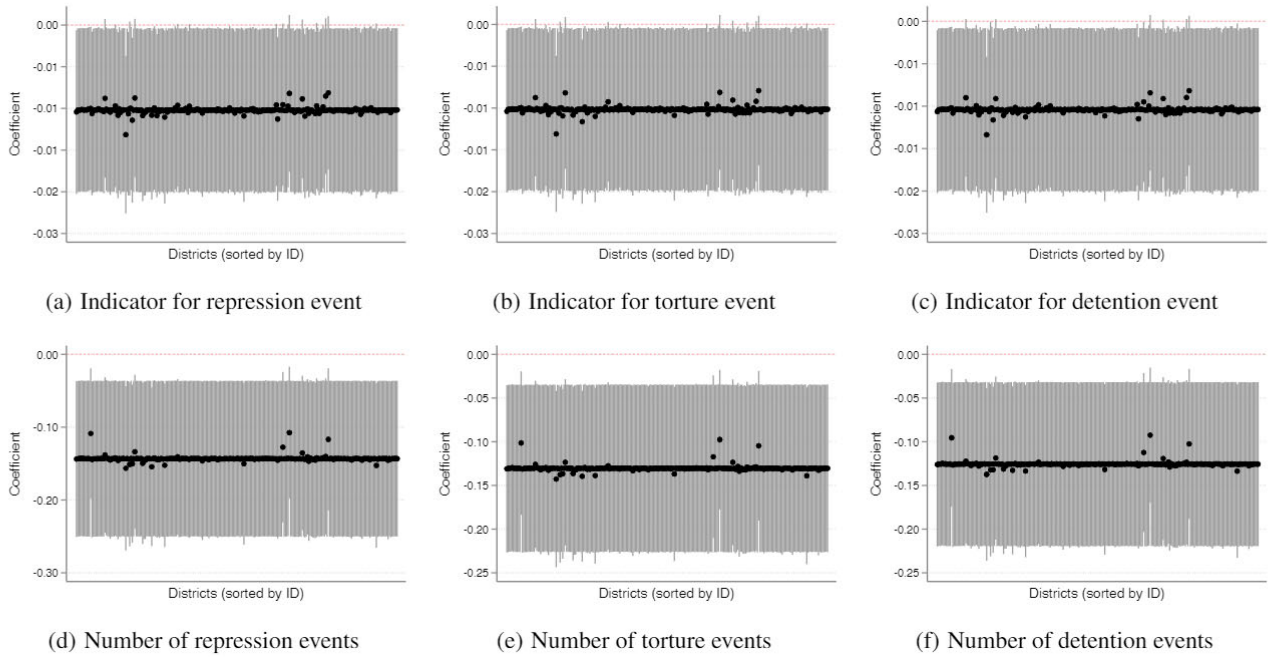 0.00
-0.01
-0.01
-0.01
-0.02
-0.03
Coefficient
Districts (sorted by ID)
(a) Indicator for repression event
0.00
-0.01
-0.01
-0.01
-0.02
-0.03
Coefficient
Districts (sorted by ID)
(b) Indicator for torture event
0.00
-0.01
-0.01
-0.01
-0.02
-0.03
Coefficient
Districts (sorted by ID)
(c) Indicator for detention event
0.00
-0.10
-0.20
-0.30
Coefficient
Districts (sorted by ID)
(d) Number of repression events
0.00
-0.05
-0.10
-0.15
-0.20
-0.25
Coefficient
Districts (sorted by ID)
(e) Number of torture events
0.00
-0.05
-0.10
-0.15
-0.20
-0.25
Coefficient
Districts (sorted by ID)
(f) Number of detention events